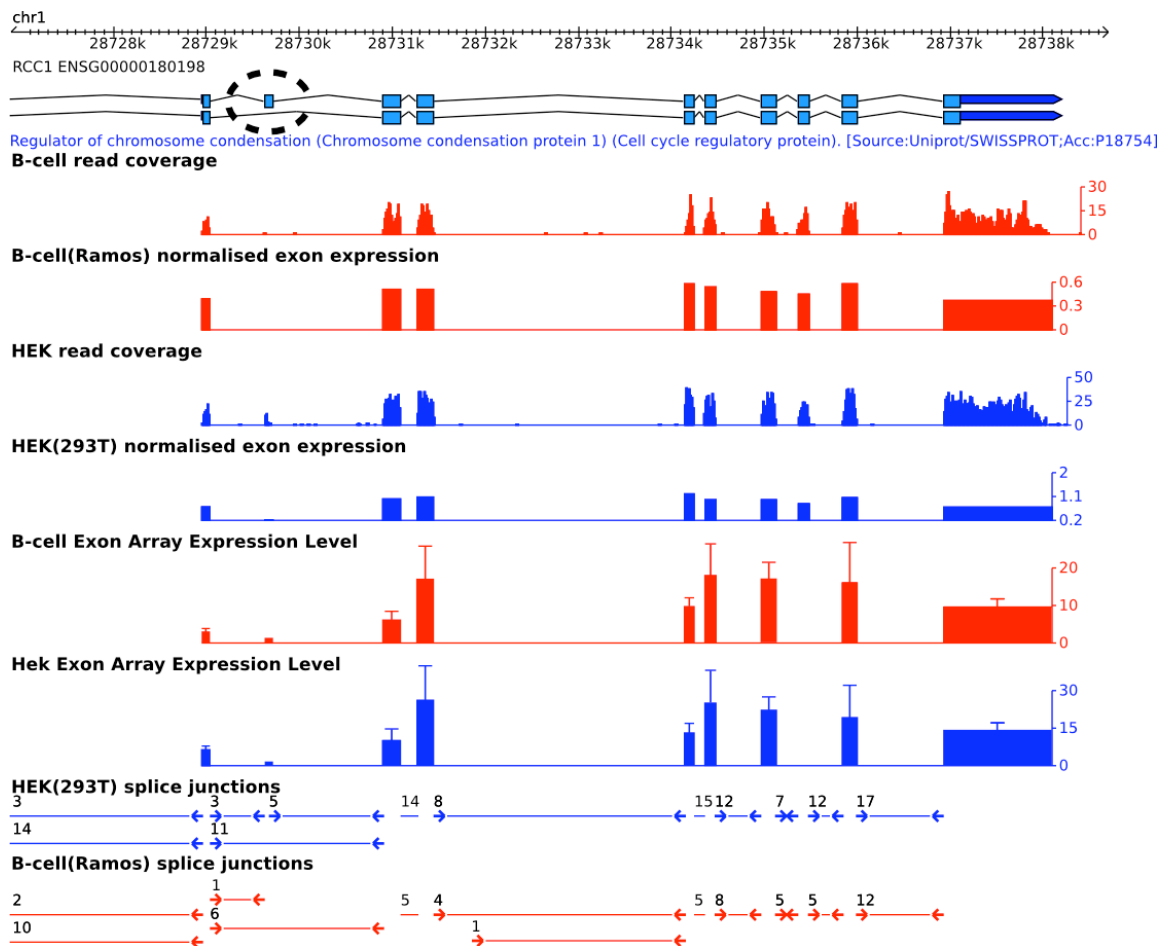 chr1
28728k 28729k 28730k 28731k 28732k 28733k 28734k 28735k 28736k 28737k 28738k
RCC1 ENSG00000180198
Regulator of chromosome condensation (Chromosome condensation protein 1) (Cell cycle regulatory protein). [Source:Uniprot/SWISSPROT;Acc:P18754]
B-cell read coverage
30
15
0
B-cell(Ramos) normalised exon expression
0.6
0.3
0
HEK read coverage
50
25
0
HEK(293T) normalised exon expression
2
1.1
0.2
B-cell Exon Array Expression Level
20
10
0
Hek Exon Array Expression Level
30
15
0
HEK(293T) splice junctions
3 3 5 14 8 15 12 7 12 17
14 11
B-cell(Ramos) splice junctions
1
2 5 4 5 8 5 5 12
10 6 1